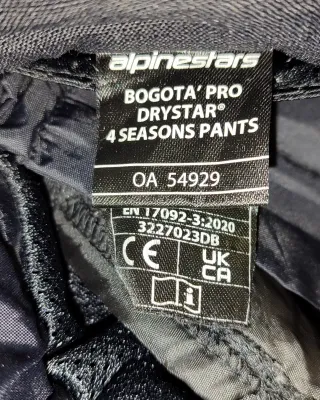 alpinestars
BOGOTA' PRO
DRYSTAR®
4 SEASONS PANTS
OA 54929
EN 17092-3:2020
3227023DB
CE
UK
CA
i